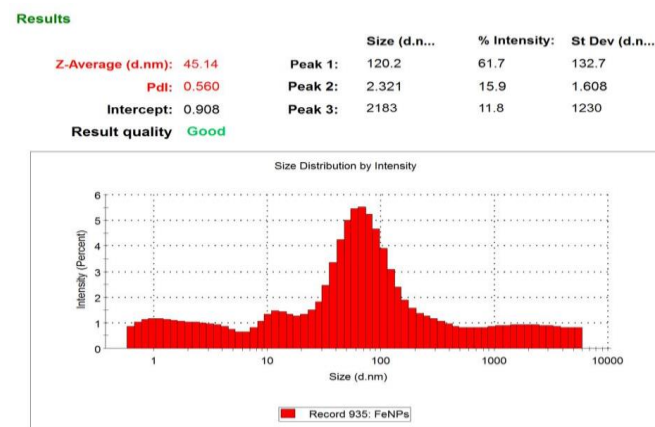 Results
Size (d.n... % Intensity: St Dev (d.n...
Z-Average (d.nm): 45.14 Peak 1: 120.2 61.7 132.7
PdI: 0.560 Peak 2: 2.321 15.9 1.608
Intercept: 0.908 Peak 3: 2183 11.8 1230
Result quality Good
Size Distribution by Intensity
Intensity (Percent)
6
5
4
3
2
1
0
1 10 100 1000 10000
Size (d.nm)
Record 935: FeNPs